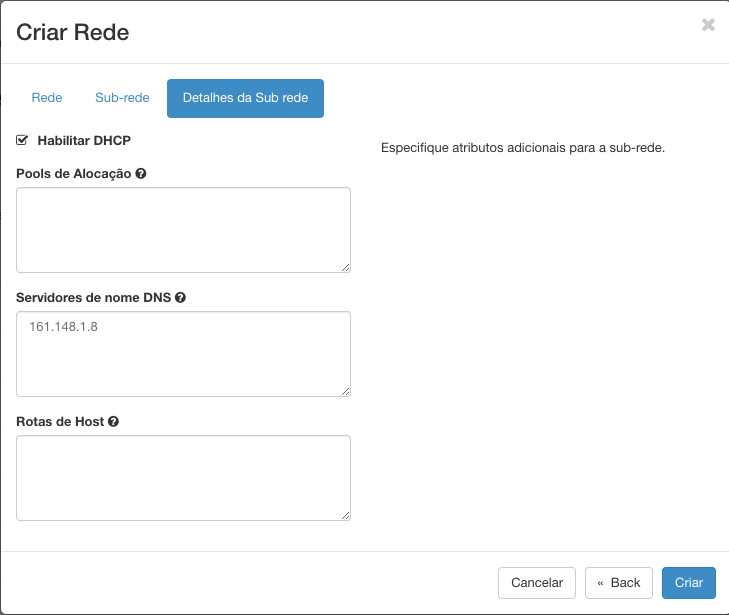 Criar Rede
×
Rede Sub-rede Detalhes da Sub rede
Habilitar DHCP
Especifique atributos adicionais para a sub-rede.
Pools de Alocação
Servidores de nome DNS
161.148.1.8
Rotas de Host
Cancelar « Back Criar